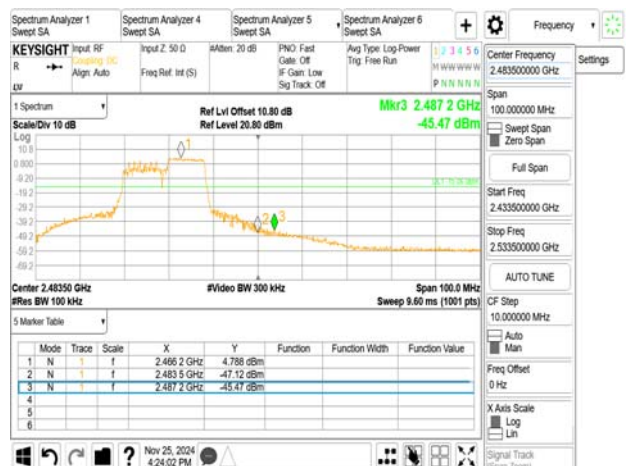 Spectrum Analyzer 1
Swept SA
Spectrum Analyzer 4
Swept SA
Spectrum Analyzer 5
Swept SA
Spectrum Analyzer 6
Swept SA
+
Frequency
KEYSIGHT
Input: RF
Coupling: DC
Align: Auto
Input Z: 50 Ω
Freq Ref: Int (S)
#Atten: 20 dB
PNO: Fast
Gate: Off
IF Gain: Low
Sig Track: Off
Avg Type: Log-Power
Trig: Free Run
1 2 3 4 5 6
M W W W W W
P N N N N N
R
Center Frequency
2.483500000 GHz
Settings
1 Spectrum
Scale/Div 10 dB
Log
Ref Lvl Offset 10.80 dB
Ref Level 20.80 dBm
Mkr3 2.487 2 GHz
-45.47 dBm
Span
100.000000 MHz
Swept Span
Zero Span
Full Span
10.8
0.800
-9.20
-19.2
-29.2
-39.2
-49.2
-59.2
-69.2
1
2
3
Start Freq
2.433500000 GHz
Stop Freq
2.533500000 GHz
AUTO TUNE
Center 2.48350 GHz
#Res BW 100 kHz
#Video BW 300 kHz
Span 100.0 MHz
Sweep 9.60 ms (1001 pts)
CF Step
10.000000 MHz
Auto
Man
5 Marker Table
Mode Trace Scale X Y Function Function Width Function Value
1 N 1 f 2.466 2 GHz 4.788 dBm
2 N 1 f 2.483 5 GHz -47.12 dBm
3 N 1 f 2.487 2 GHz -45.47 dBm
4
5
6
Freq Offset
0 Hz
X Axis Scale
Log
Lin
Signal Track
Nov 25, 2024
4:24:02 PM
?